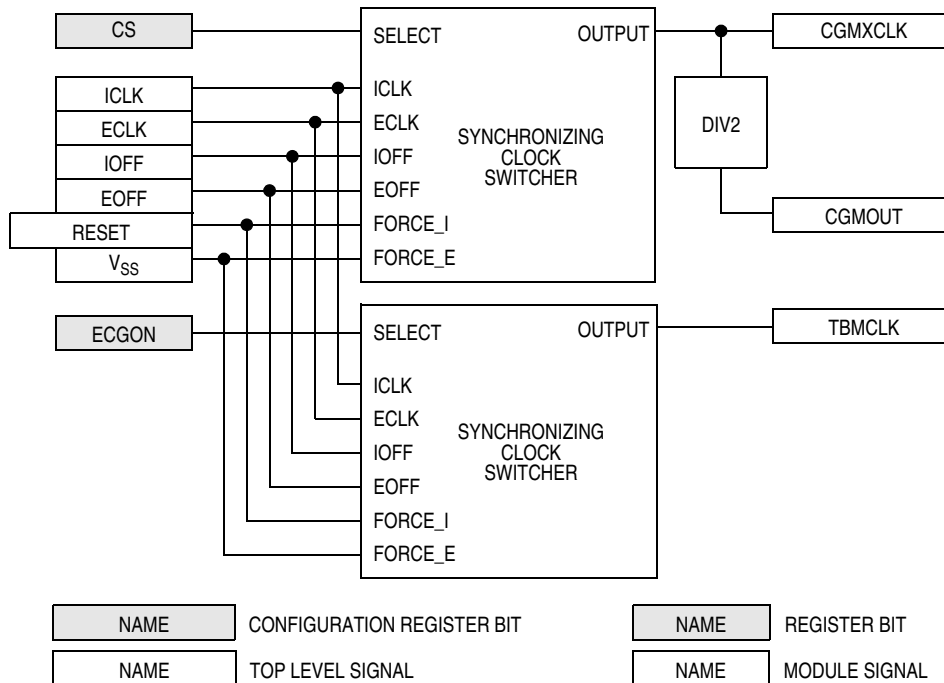 CS
SELECT
OUTPUT
CGMXCLK
ICLK
ICLK
ECLK
ECLK
DIV2
IOFF
IOFF
SYNCHRONIZING
CLOCK
SWITCHER
EOFF
EOFF
RESET
FORCE_I
CGMOUT
VSS
FORCE_E
ECGON
SELECT
OUTPUT
TBMCLK
ICLK
ECLK
IOFF
SYNCHRONIZING
CLOCK
SWITCHER
EOFF
FORCE_I
FORCE_E
NAME CONFIGURATION REGISTER BIT
NAME REGISTER BIT
NAME TOP LEVEL SIGNAL
NAME MODULE SIGNAL